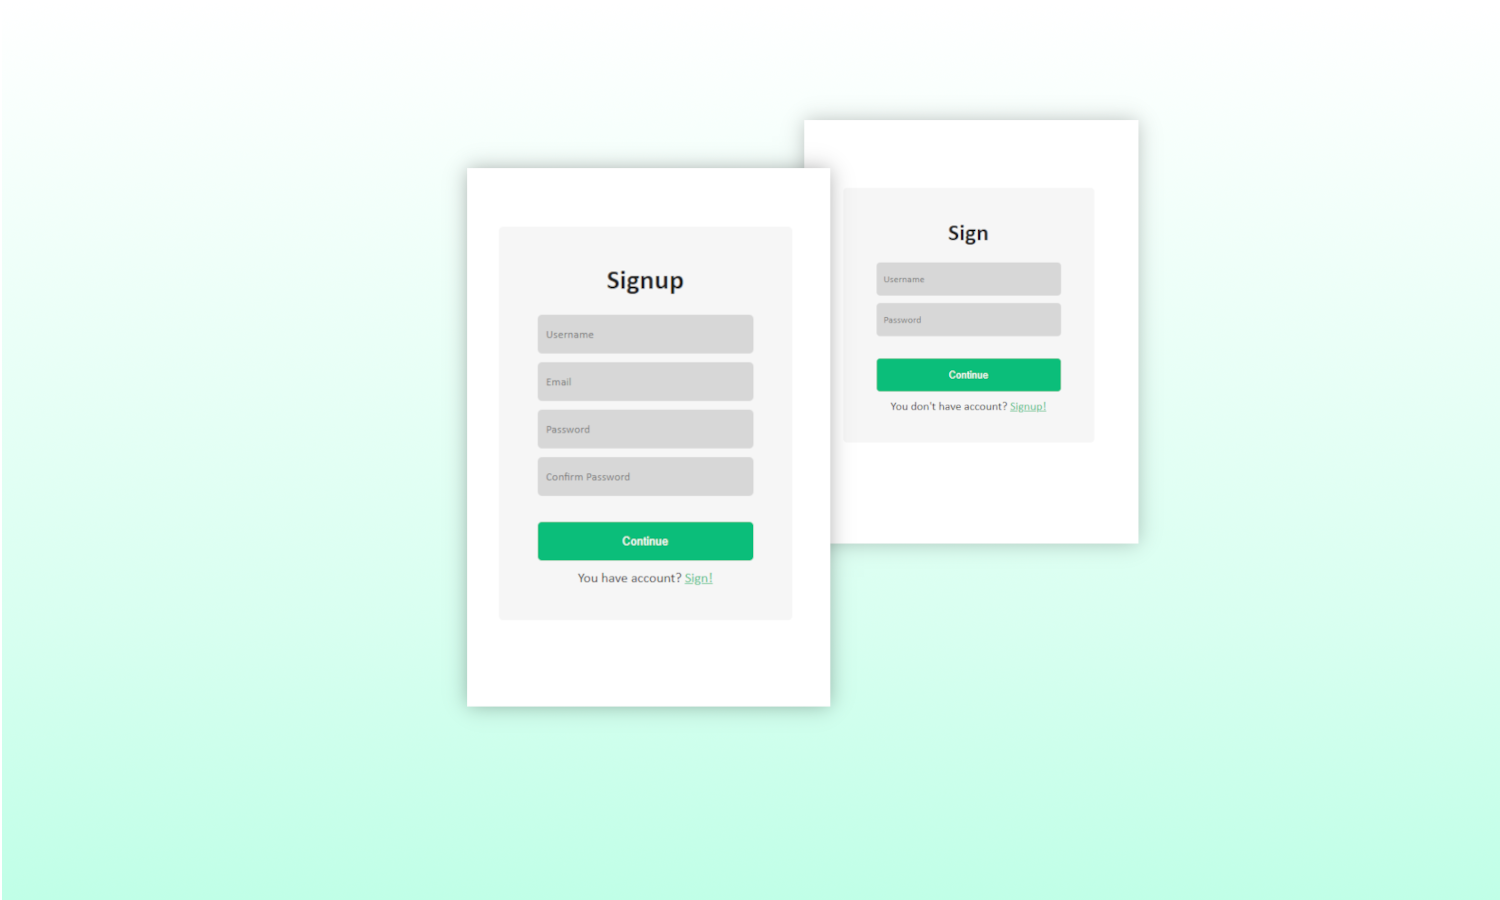 Signup
Username
Email
Password
Confirm Password
Continue
You have account? Sign!
Sign
Username
Password
Continue
You don't have account? Signup!